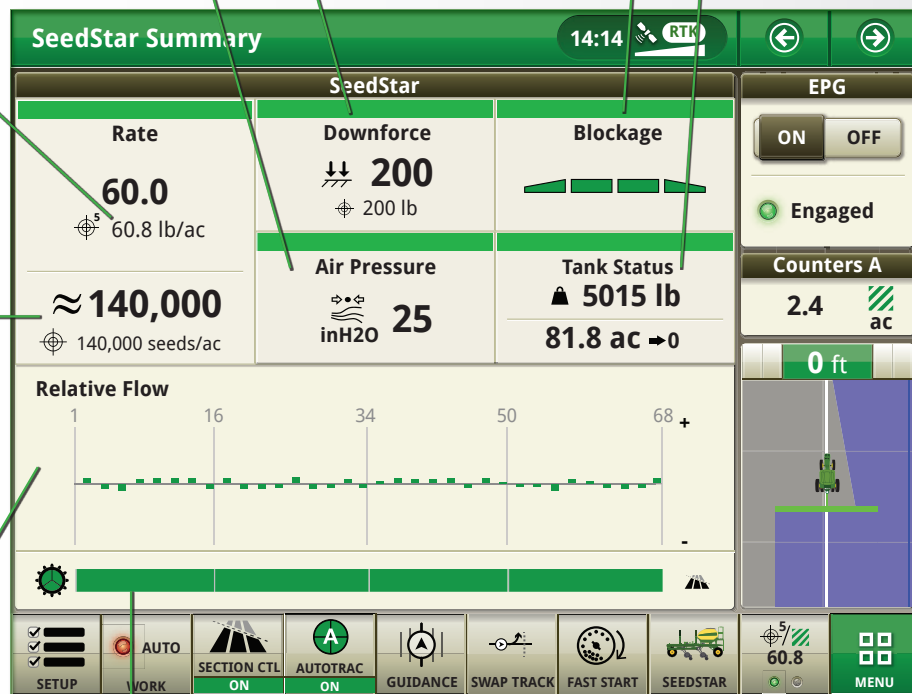 SeedStar Summary
14:14
RTK
SeedStar
Rate
60.0
5
60.8 lb/ac
≈140,000
140,000 seeds/ac
Downforce
200
200 lb
Blockage
Air Pressure
inH2O 25
Tank Status
5015 lb
81.8 ac ➡0
Relative Flow
1 16 34 50 68 +
-
EPG
ON OFF
Engaged
Counters A
2.4
ac
0 ft
SETUP
AUTO
WORK
SECTION CTL
ON
A
AUTOTRAC
ON
GUIDANCE
SWAP TRACK
FAST START
SEEDSTAR
5/
60.8
MENU